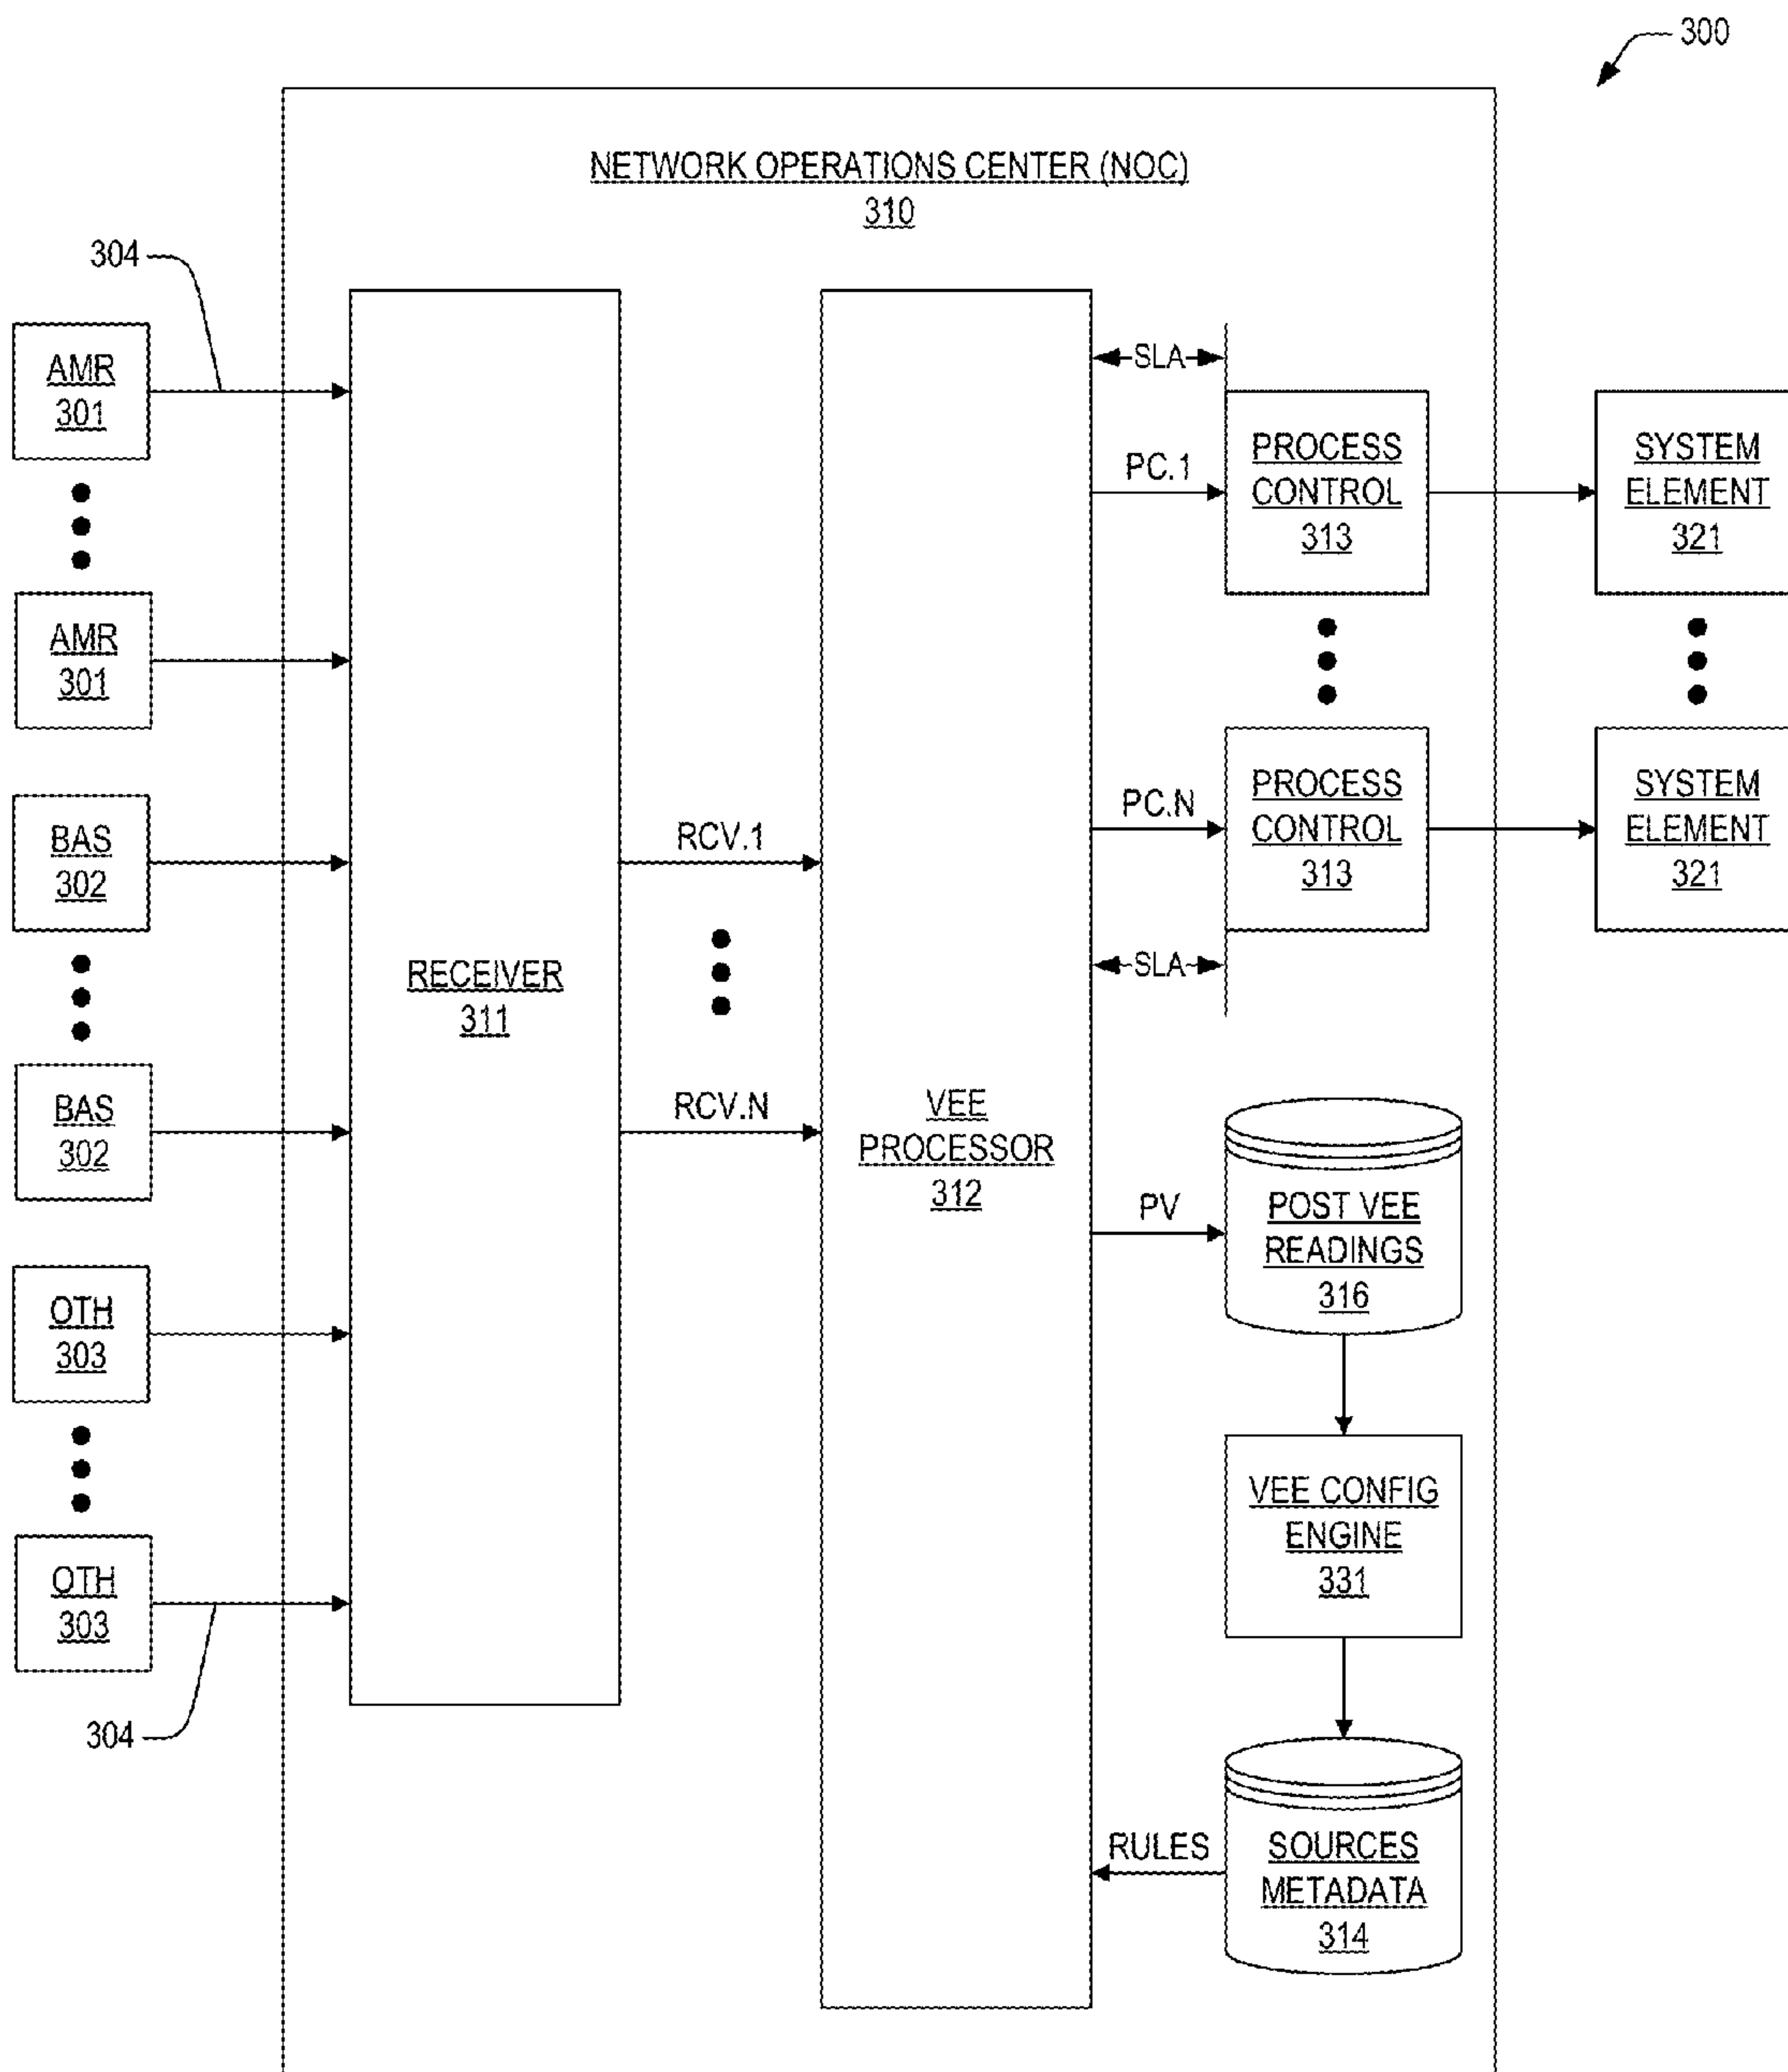 300
NETWORK OPERATIONS CENTER (NOC)
310
304
AMR
301
AMR
301
BAS
302
BAS
302
OTH
303
OTH
303
304
RECEIVER
311
RCV.1
RCV.N
VEE
PROCESSOR
312
SLA
PC.1
PROCESS
CONTROL
313
SYSTEM
ELEMENT
321
PC.N
PROCESS
CONTROL
313
SYSTEM
ELEMENT
321
SLA
PV
POST VEE
READINGS
316
VEE CONFIG
ENGINE
331
RULES
SOURCES
METADATA
314